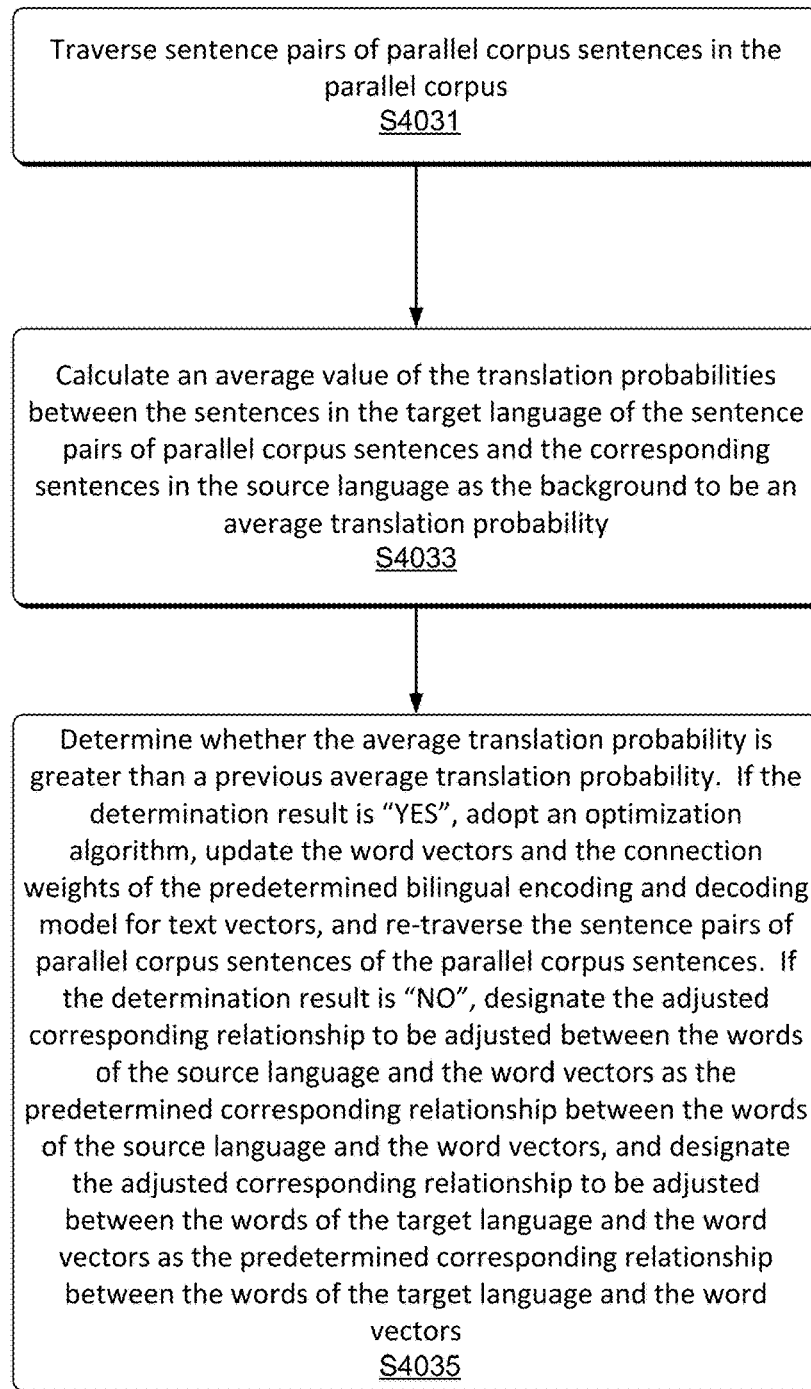 Traverse sentence pairs of parallel corpus sentences in the
parallel corpus
S4031
Calculate an average value of the translation probabilities
between the sentences in the target language of the sentence
pairs of parallel corpus sentences and the corresponding
sentences in the source language as the background to be an
average translation probability
S4033
Determine whether the average translation probability is
greater than a previous average translation probability.  If the
determination result is “YES”, adopt an optimization
algorithm, update the word vectors and the connection
weights of the predetermined bilingual encoding and decoding
model for text vectors, and re-traverse the sentence pairs of
parallel corpus sentences of the parallel corpus sentences.  If
the determination result is “NO”, designate the adjusted
corresponding relationship to be adjusted between the words
of the source language and the word vectors as the
predetermined corresponding relationship between the words
of the source language and the word vectors, and designate
the adjusted corresponding relationship to be adjusted
between the words of the target language and the word
vectors as the predetermined corresponding relationship
between the words of the target language and the word
vectors
S4035